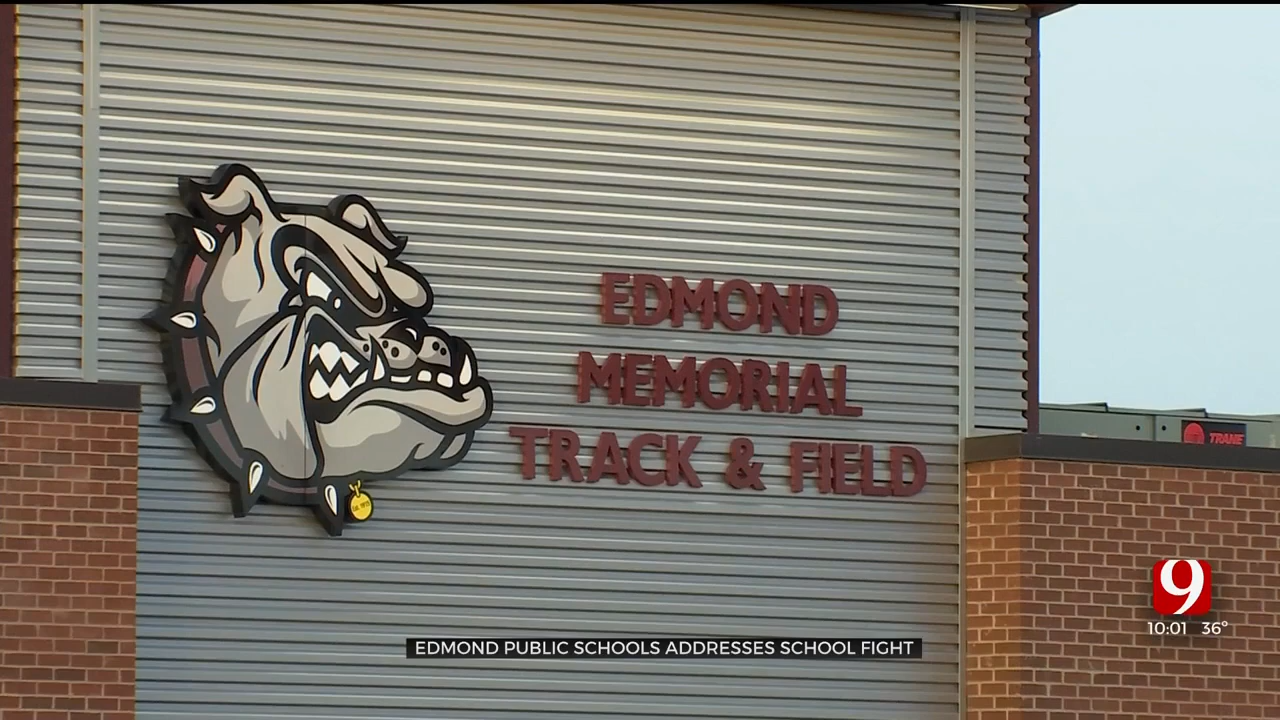 EDMOND
MEMORIAL
TRACK & FIELD
TRANE
9
10:01 36°
EDMOND PUBLIC SCHOOLS ADDRESSES SCHOOL FIGHT